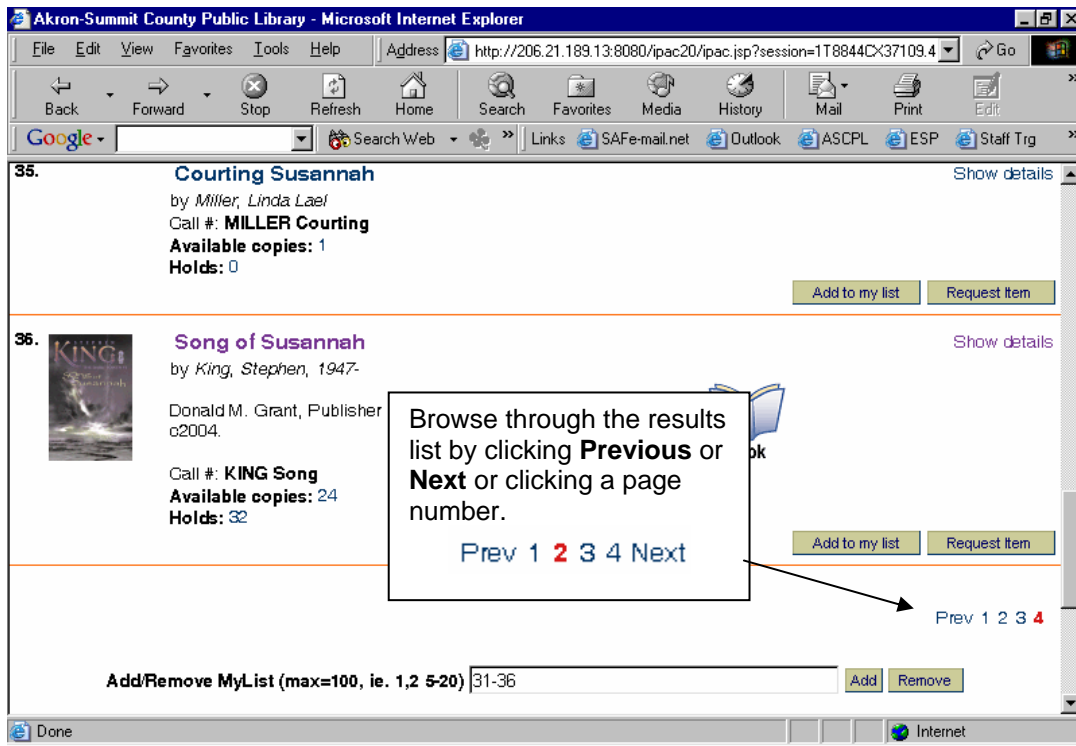 Akron-Summit County Public Library - Microsoft Internet Explorer
File Edit View Favorites Tools Help Address http://206.21.189.13:8080/ipac20/ipac.jsp?session=1T8844CX37109.4 Go
Back Forward Stop Refresh Home Search Favorites Media History Mail Print Edit »
Google Search Web » Links SAFe-mail.net Outlook ASCPL ESP Staff Trg »
35. Courting Susannah Show details
by Miller, Linda Lael
Call #: MILLER Courting
Available copies: 1
Holds: 0
Add to my list Request Item
36. Song of Susannah Show details
by King, Stephen, 1947-
KING
Susannah
Donald M. Grant, Publisher
c2004.
Call #: KING Song
Available copies: 24
Holds: 32
Browse through the results
list by clicking Previous or
Next or clicking a page
number.
Prev 1 2 3 4 Next
Add to my list Request Item
Prev 1 2 3 4
Add/Remove MyList (max=100, ie. 1,2 5-20) 31-36 Add Remove
Done Internet